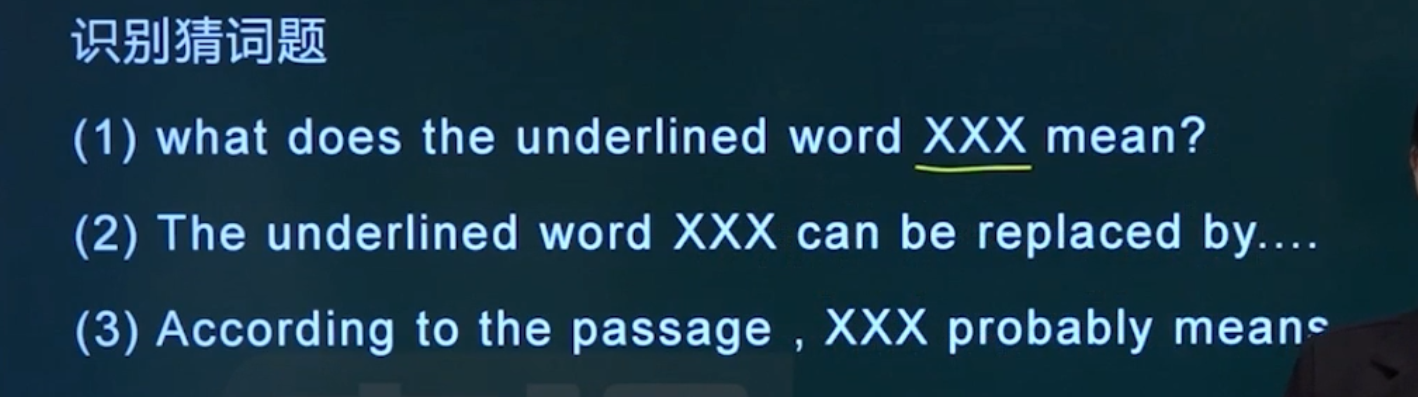 识别猜词题
(1) what does the underlined word XXX mean?
(2) The underlined word XXX can be replaced by....
(3) According to the passage , XXX probably means